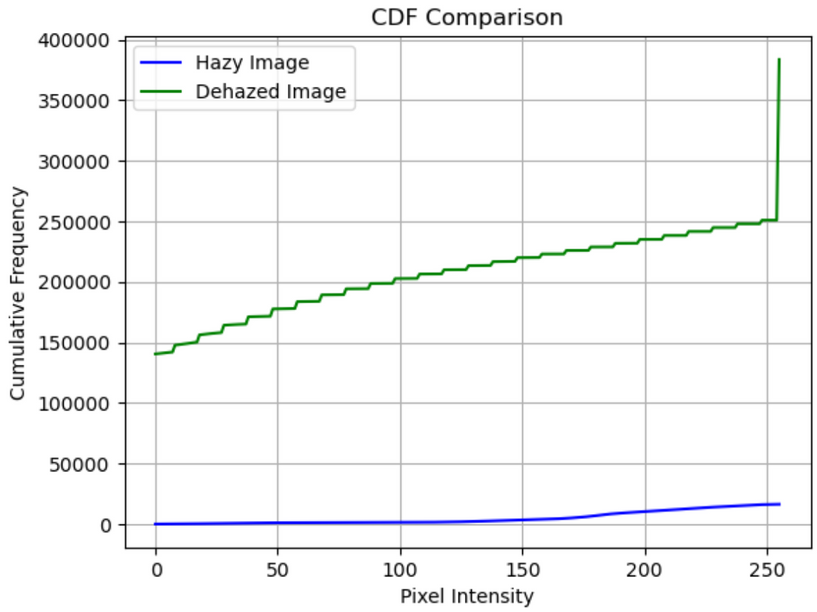 CDF Comparison
Hazy Image
Dehazed Image
Cumulative Frequency
400000
350000
300000
250000
200000
150000
100000
50000
0
0 50 100 150 200 250
Pixel Intensity